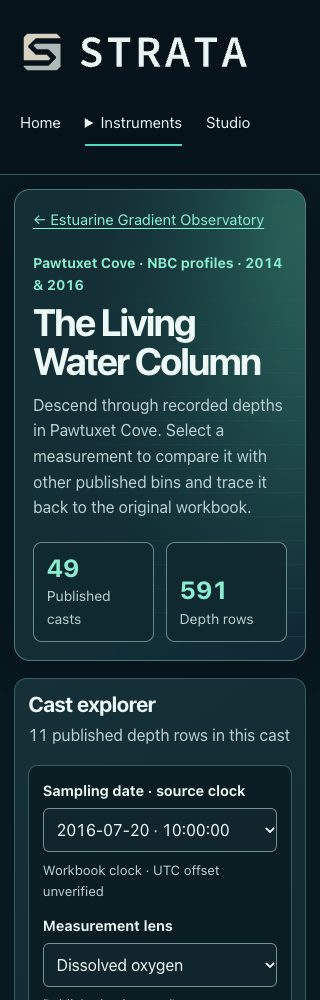 STRATA
Home ▶ Instruments Studio
← Estuarine Gradient Observatory
Pawtuxet Cove · NBC profiles · 2014
& 2016
The Living
Water Column
Descend through recorded depths
in Pawtuxet Cove. Select a
measurement to compare it with
other published bins and trace it
back to the original workbook.
49
Published
casts
591
Depth rows
Cast explorer
11 published depth rows in this cast
Sampling date · source clock
2016-07-20 · 10:00:00
Workbook clock · UTC offset
unverified
Measurement lens
Dissolved oxygen